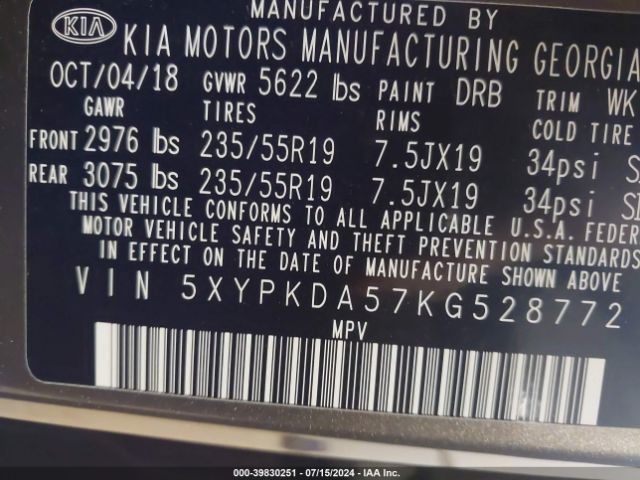 MANUFACTURED BY
KIA KIA MOTORS MANUFACTURING GEORGIA
OCT/04/18 GVWR 5622 lbs PAINT DRB TRIM WK
GAWR TIRES RIMS COLD TIRE
FRONT 2976 lbs 235/55R19 7.5JX19 34psi
REAR 3075 lbs 235/55R19 7.5JX19 34psi
THIS VEHICLE CONFORMS TO ALL APPLICABLE U.S.A. FEDER
MOTOR VEHICLE SAFETY AND THEFT PREVENTION STANDARDS
IN EFFECT ON THE DATE OF MANUFACTURE SHOWN ABOVE
VIN 5XYPKDA57KG528772
MPV
000-39830251 - 07/15/2024 - IAA Inc. - Copyright